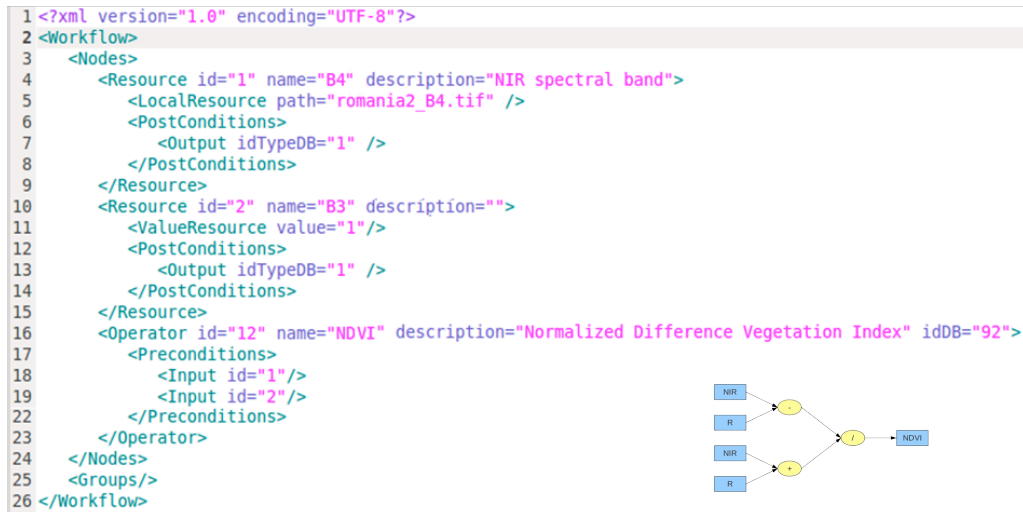 1 <?xml version="1.0" encoding="UTF-8"?>
2 <Workflow>
3 <Nodes>
4 <Resource id="1" name="B4" description="NIR spectral band">
5 <LocalResource path="romania2_B4.tif" />
6 <PostConditions>
7 <Output idTypeDB="1" />
8 </PostConditions>
9 </Resource>
10 <Resource id="2" name="B3" description="">
11 <ValueResource value="1"/>
12 <PostConditions>
13 <Output idTypeDB="1" />
14 </PostConditions>
15 </Resource>
16 <Operator id="12" name="NDVI" description="Normalized Difference Vegetation Index" idDB="92">
17 <Preconditions>
18 <Input id="1"/>
19 <Input id="2"/>
22 </Preconditions>
23 </Operator>
24 </Nodes>
25 <Groups/>
26 </Workflow>
NIR
-
R
/
NDVI
NIR
+
R